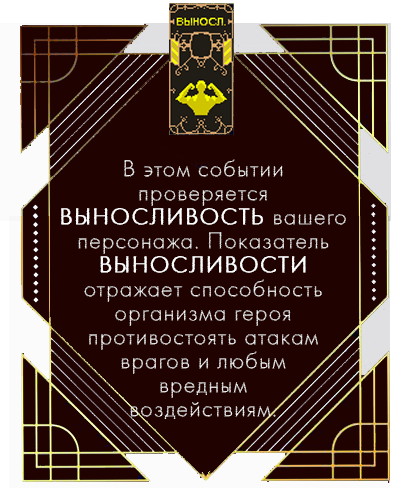 ВЫНОСЛ.
В этом событии
проверяется
ВЫНОСЛИВОСТЬ вашего
персонажа. Показатель
ВЫНОСЛИВОСТИ
отражает способность
организма героя
противостоять атакам
врагов и любым
вредным
воздействиям.